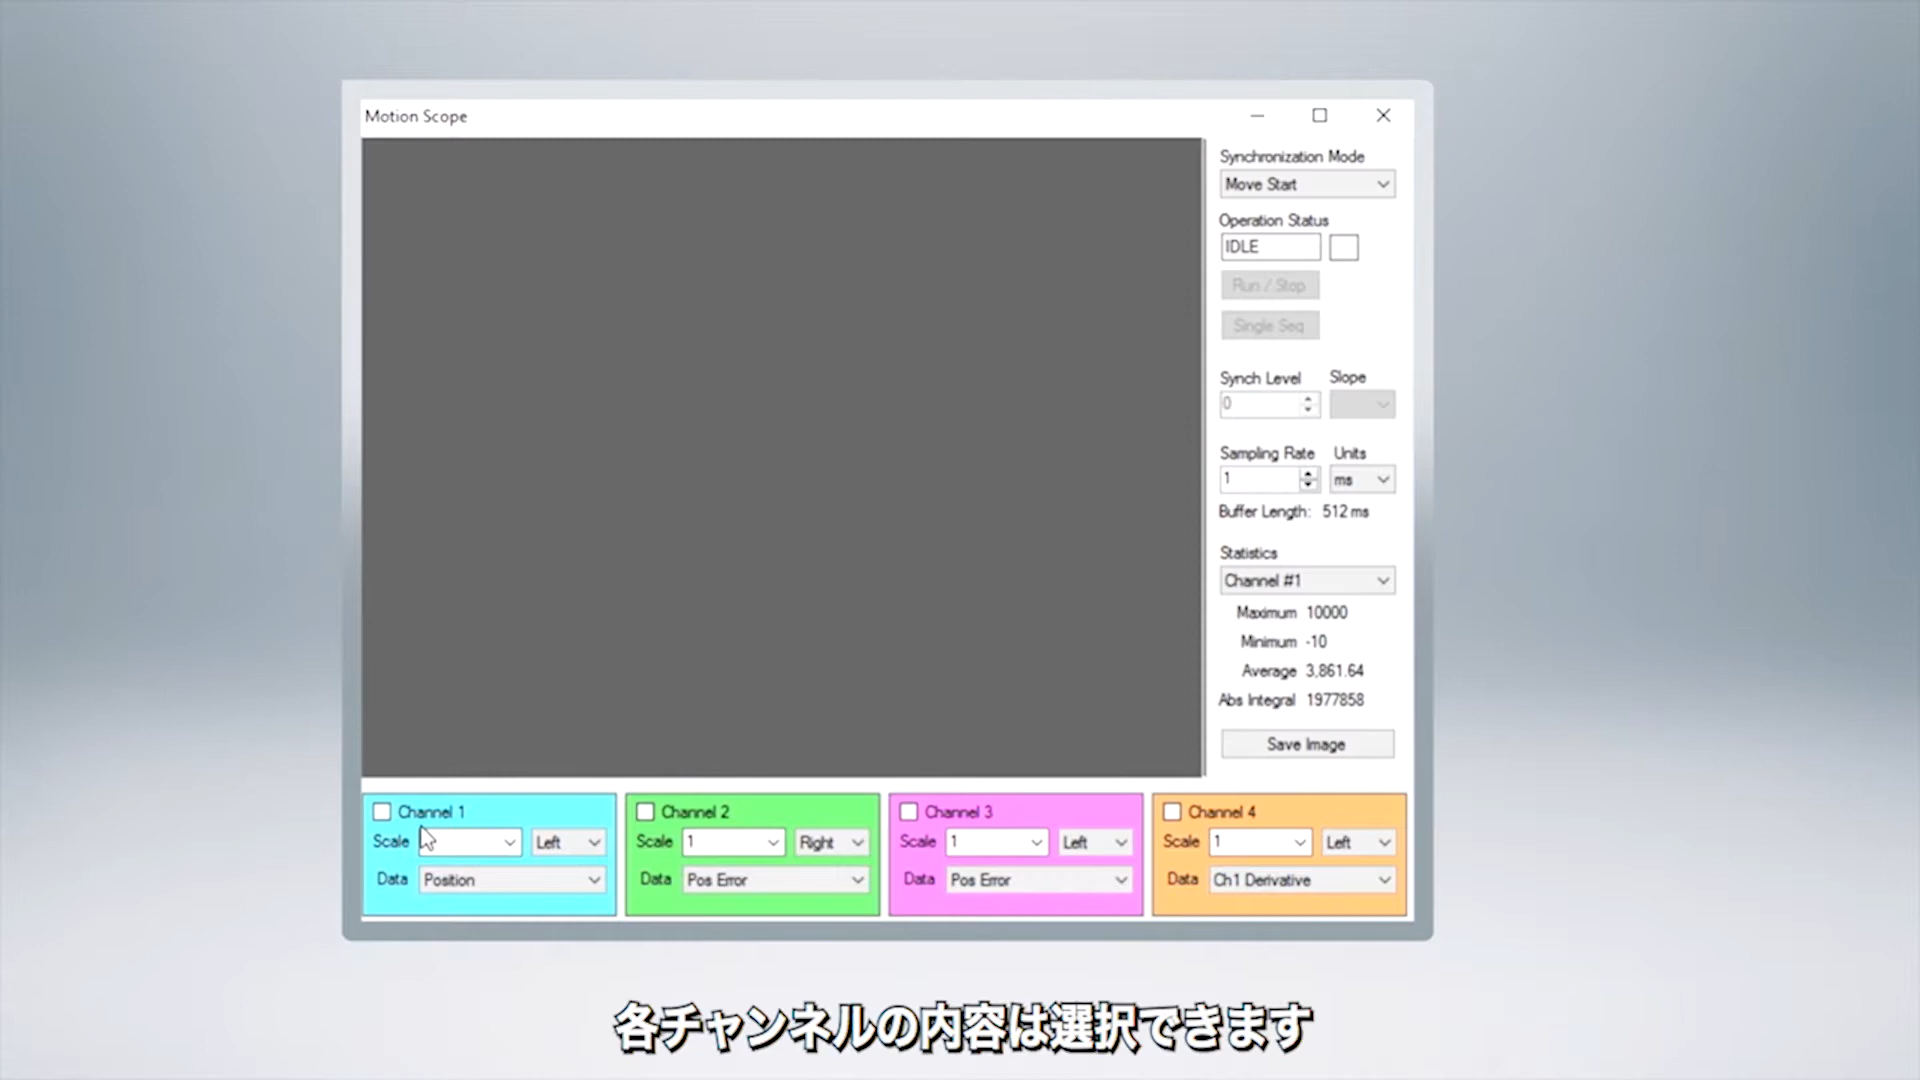 Motion Scope
Synchronization Mode
Move Start
Operation Status
IDLE
Run / Stop
Single Seq
Synch Level Slope
0
Sampling Rate Units
1 ms
Buffer Length: 512 ms
Statistics
Channel #1
Maximum 10000
Minimum -10
Average 3,861.64
Abs Integral 1977858
Save Image
Channel 1
Scale Left
Data Position
Channel 2
Scale 1 Right
Data Pos Error
Channel 3
Scale 1 Left
Data Pos Error
Channel 4
Scale 1 Left
Data Ch1 Derivative
各チャンネルの内容は選択できます